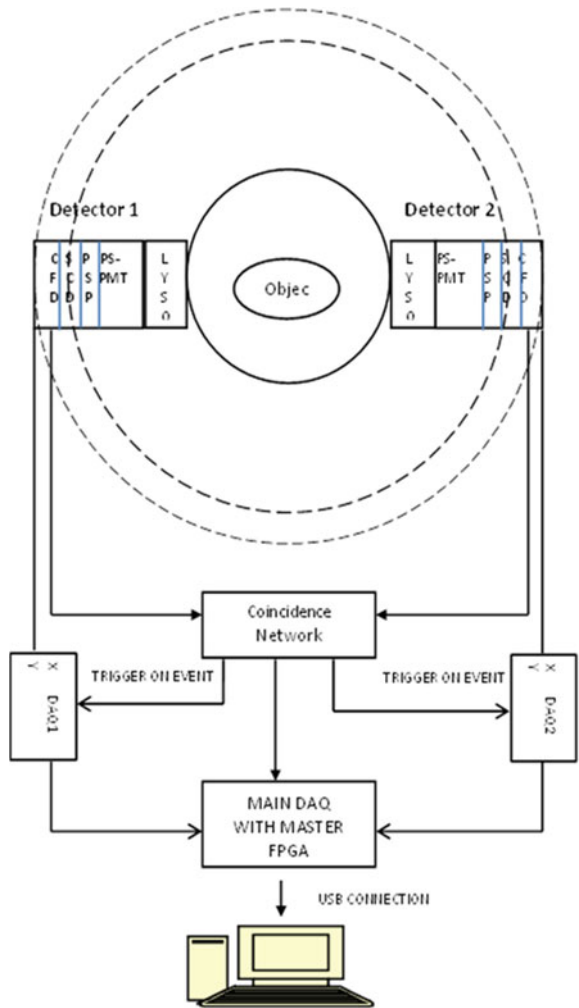 Detector 1
Detector 2
C F D
S C D
P S P
PS-
PMT
L Y S O
Objec
L Y S O
PS-
PMT
P S P
S C D
C F D
Coincidence
Network
TRIGGER ON EVENT
TRIGGER ON EVENT
X Y
DAQ1
X Y
DAQ2
MAIN DAQ
WITH MASTER
FPGA
USB CONNECTION